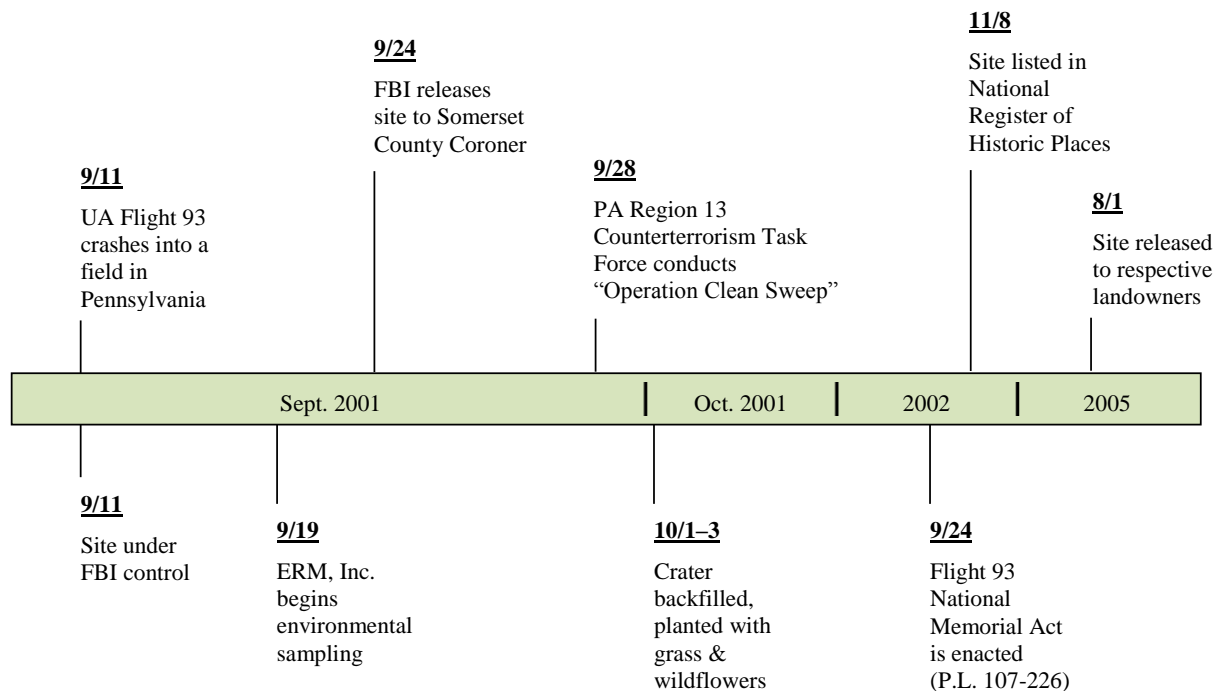 11/8
Site listed in
National
Register of
Historic Places
9/24
FBI releases
site to Somerset
County Coroner
9/11
UA Flight 93
crashes into a
field in
Pennsylvania
9/28
PA Region 13
Counterterrorism Task
Force conducts
“Operation Clean Sweep”
8/1
Site released
to respective
landowners
Sept. 2001
Oct. 2001
2002
2005
9/11
Site under
FBI control
9/19
ERM, Inc.
begins
environmental
sampling
10/1–3
Crater
backfilled,
planted with
grass &
wildflowers
9/24
Flight 93
National
Memorial Act
is enacted
(P.L. 107-226)